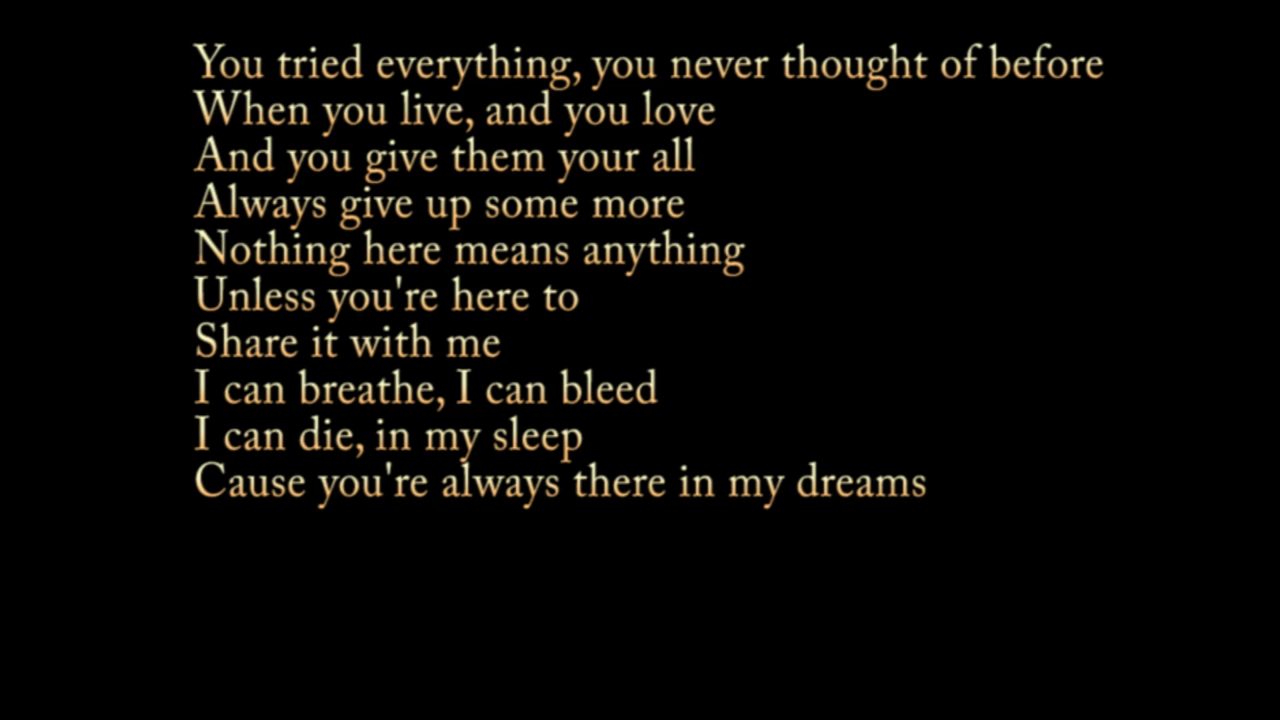 You tried everything, you never thought of before
When you live, and you love
And you give them your all
Always give up some more
Nothing here means anything
Unless you're here to
Share it with me
I can breathe, I can bleed
I can die, in my sleep
Cause you're always there in my dreams